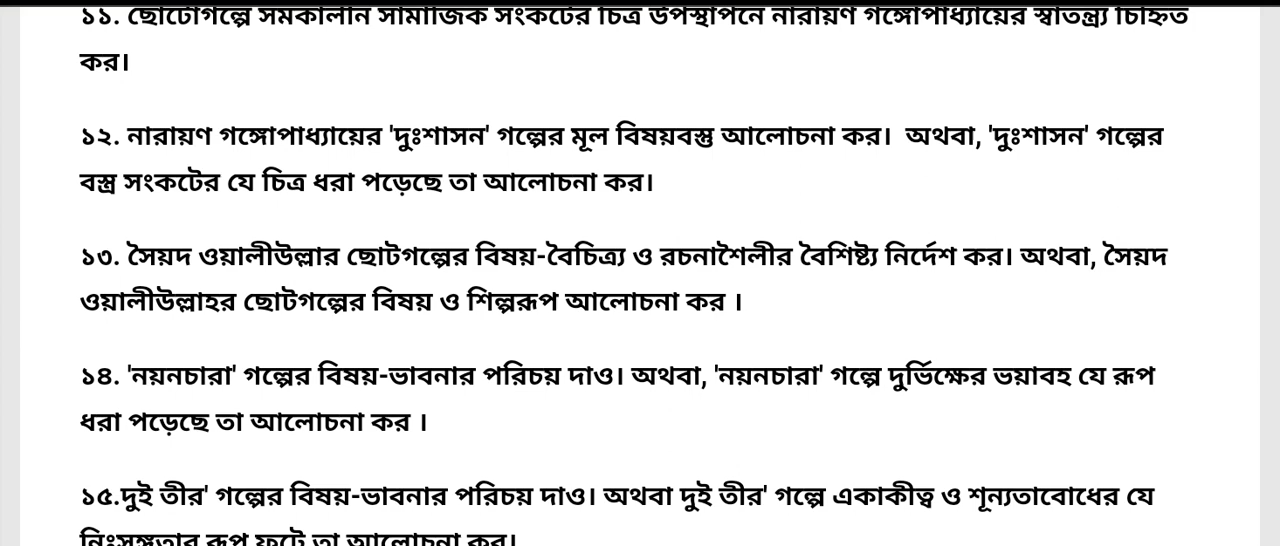 ১১. ছোটোগল্পে সমকালীন সামাজিক সংকটের চিত্র উপস্থাপনে নারায়ণ গঙ্গোপাধ্যায়ের স্বাতন্ত্র্য চিহ্নিত
কর।
১২. নারায়ণ গঙ্গোপাধ্যায়ের 'দুঃশাসন' গল্পের মূল বিষয়বস্তু আলোচনা কর। অথবা, 'দুঃশাসন' গল্পের
বস্ত্র সংকটের যে চিত্র ধরা পড়েছে তা আলোচনা কর।
১৩. সৈয়দ ওয়ালীউল্লার ছোটগল্পের বিষয়-বৈচিত্র্য ও রচনাশৈলীর বৈশিষ্ট্য নির্দেশ কর। অথবা, সৈয়দ
ওয়ালীউল্লাহর ছোটগল্পের বিষয় ও শিল্পরূপ আলোচনা কর ।
১৪. 'নয়নচারা' গল্পের বিষয়-ভাবনার পরিচয় দাও। অথবা, 'নয়নচারা' গল্পে দুর্ভিক্ষের ভয়াবহ যে রূপ
ধরা পড়েছে তা আলোচনা কর ।
১৫.দুই তীর' গল্পের বিষয়-ভাবনার পরিচয় দাও। অথবা দুই তীর' গল্পে একাকীত্ব ও শূন্যতাবোধের যে
নিঃসঙ্গতার রূপ ফুটে তা আলোচনা কর।